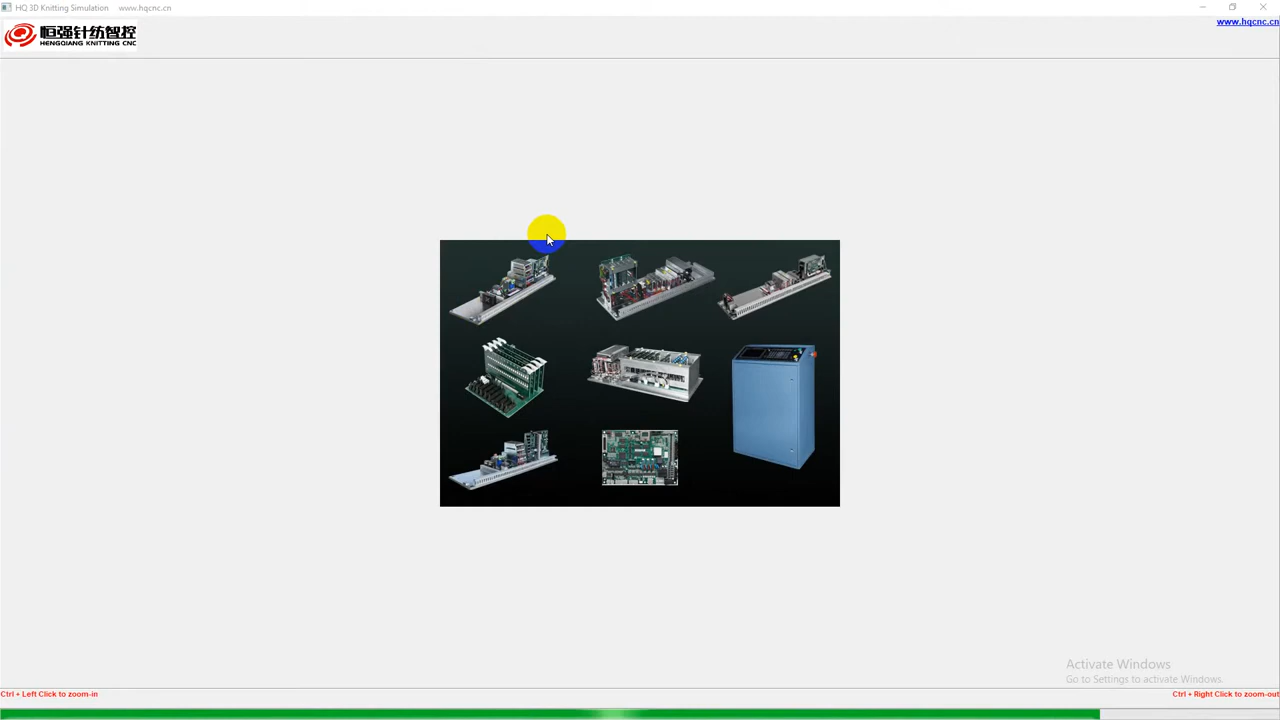 HQ 3D Knitting Simulation www.hqcnc.cn
www.hqcnc.cn
恒强针纺智控
HENGQIANG KNITTING CNC
Activate Windows
Go to Settings to activate Windows.
Ctrl + Left Click to zoom-in
Ctrl + Right Click to zoom-out